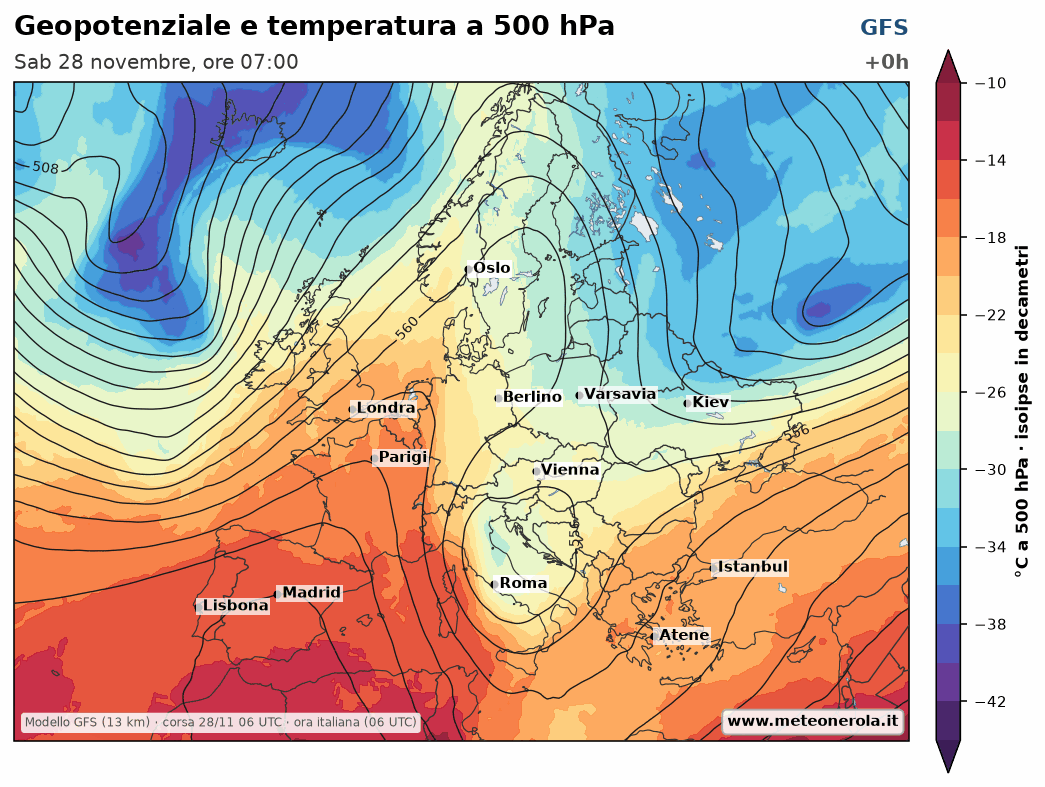 Geopotenziale e temperatura a 500 hPa
GFS
Sab 28 novembre, ore 07:00
+0h
−10
508
−14
−18
Oslo
°C a 500 hPa · isoipse in decametri
560
−22
Berlino
Varsavia
−26
Londra
Kiev
556
Parigi
Vienna
−30
556
−34
Istanbul
Roma
Madrid
Lisbona
−38
Atene
−42
Modello GFS (13 km) · corsa 28/11 06 UTC · ora italiana (06 UTC)
www.meteonerola.it